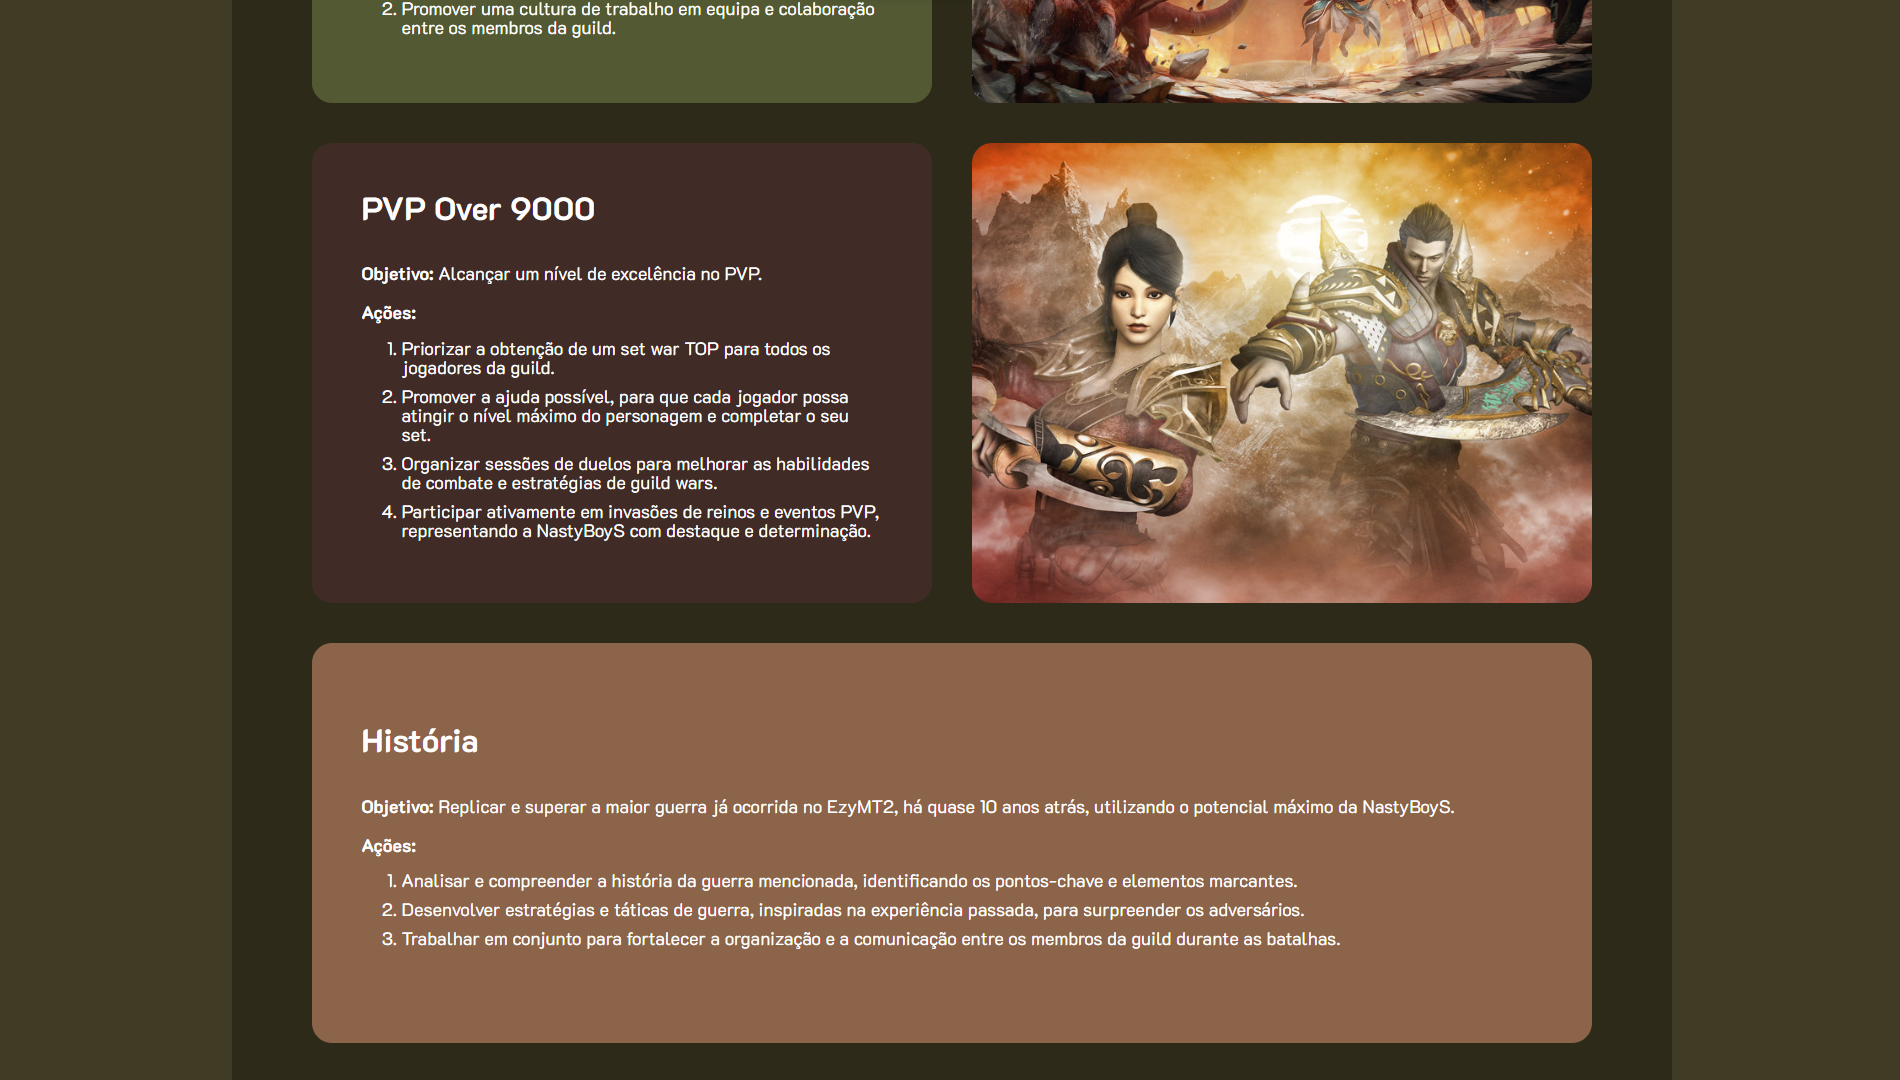 2. Promover uma cultura de trabalho em equipa e colaboração
entre os membros da guild.
PVP Over 9000
Objetivo: Alcançar um nível de excelência no PVP.
Ações:
1. Priorizar a obtenção de um set war TOP para todos os
jogadores da guild.
2. Promover a ajuda possível, para que cada jogador possa
atingir o nível máximo do personagem e completar o seu
set.
3. Organizar sessões de duelos para melhorar as habilidades
de combate e estratégias de guild wars.
4. Participar ativamente em invasões de reinos e eventos PVP,
representando a NastyBoyS com destaque e determinação.
História
Objetivo: Replicar e superar a maior guerra já ocorrida no EzyMT2, há quase 10 anos atrás, utilizando o potencial máximo da NastyBoyS.
Ações:
1. Analisar e compreender a história da guerra mencionada, identificando os pontos-chave e elementos marcantes.
2. Desenvolver estratégias e táticas de guerra, inspiradas na experiência passada, para surpreender os adversários.
3. Trabalhar em conjunto para fortalecer a organização e a comunicação entre os membros da guild durante as batalhas.